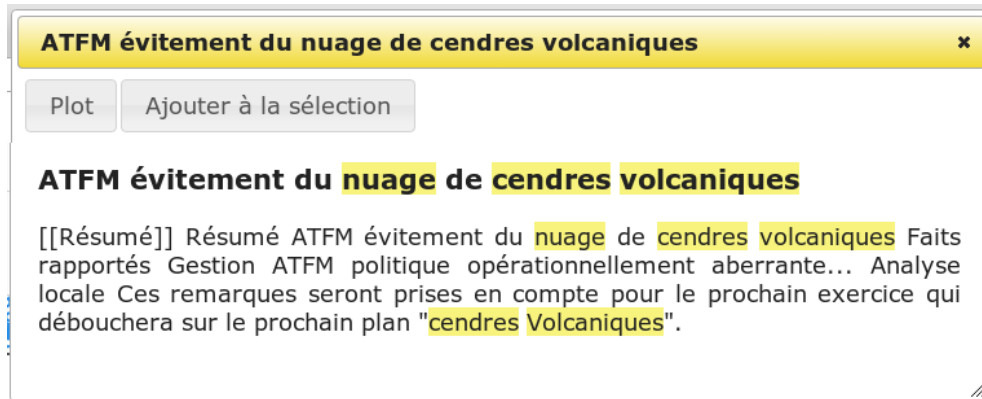 ATFM évitement du nuage de cendres volcaniques
Plot Ajouter à la sélection
ATFM évitement du nuage de cendres volcaniques
[[Résumé]] Résumé ATFM évitement du nuage de cendres volcaniques Faits
rapportés Gestion ATFM politique opérationnellement aberrante... Analyse
locale Ces remarques seront prises en compte pour le prochain exercice qui
débouchera sur le prochain plan "cendres Volcaniques".